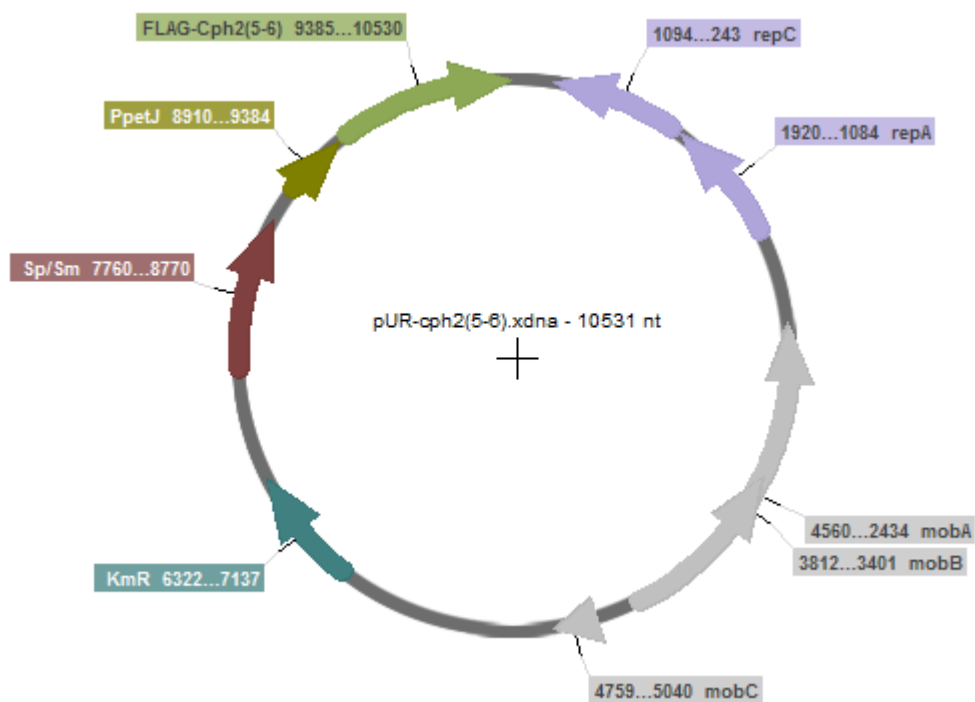 FLAG-Cph2(5-6) 9385...10530
1094...243 repC
PpetJ 8910...9384
1920...1084 repA
Sp/Sm 7760...8770
pUR-cph2(5-6).xdna - 10531 nt
4560...2434 mobA
3812...3401 mobB
KmR 6322...7137
4759...5040 mobC